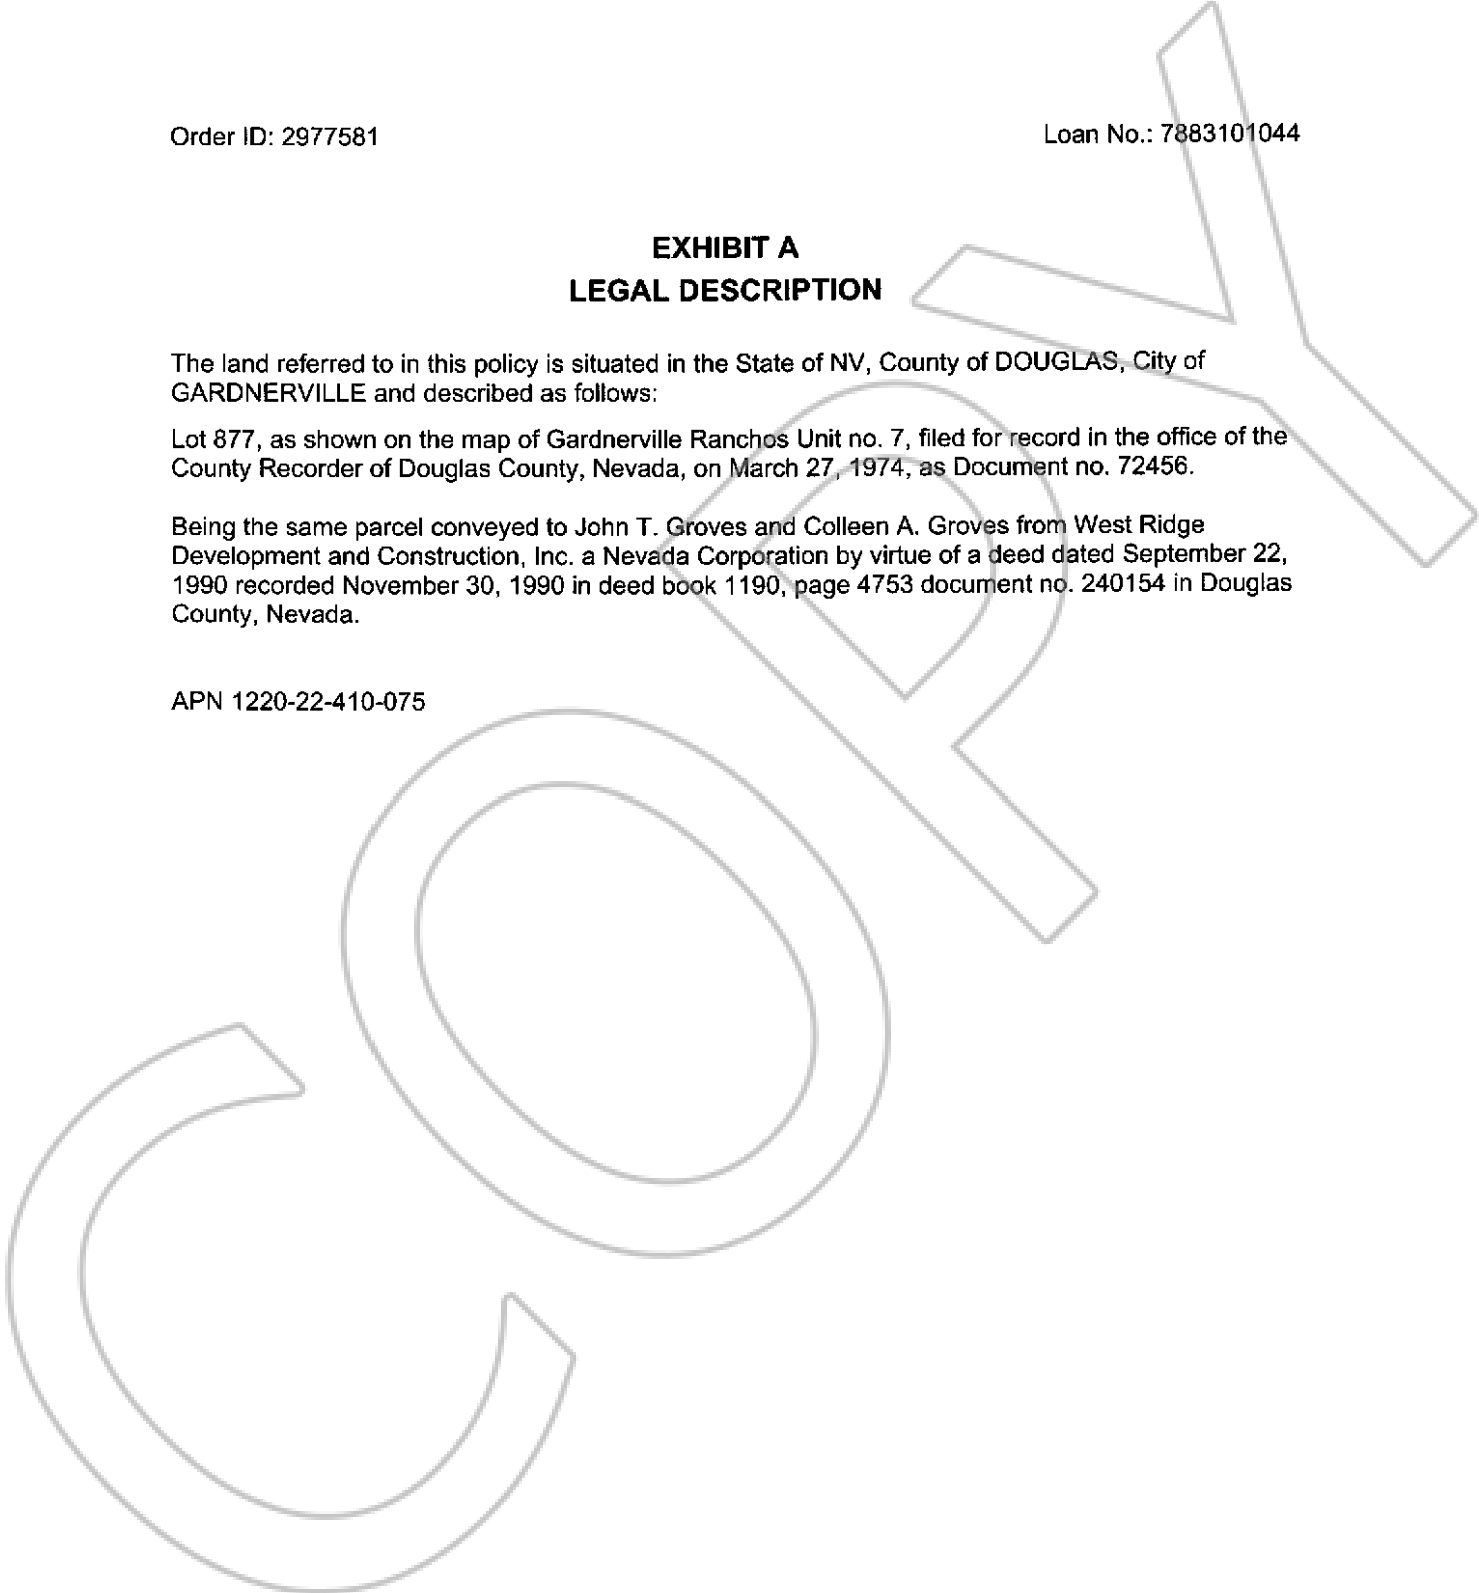 Order ID: 2977581
Loan No.: 7883101044
EXHIBIT A
LEGAL DESCRIPTION
The land referred to in this policy is situated in the State of NV, County of DOUGLAS, City of
GARDNERVILLE and described as follows:
Lot 877, as shown on the map of Gardnerville Ranchos Unit no. 7, filed for record in the office of the
County Recorder of Douglas County, Nevada, on March 27, 1974, as Document no. 72456.
Being the same parcel conveyed to John T. Groves and Colleen A. Groves from West Ridge
Development and Construction, Inc. a Nevada Corporation by virtue of a deed dated September 22,
1990 recorded November 30, 1990 in deed book 1190, page 4753 document no. 240154 in Douglas
County, Nevada.
APN 1220-22-410-075
COPY